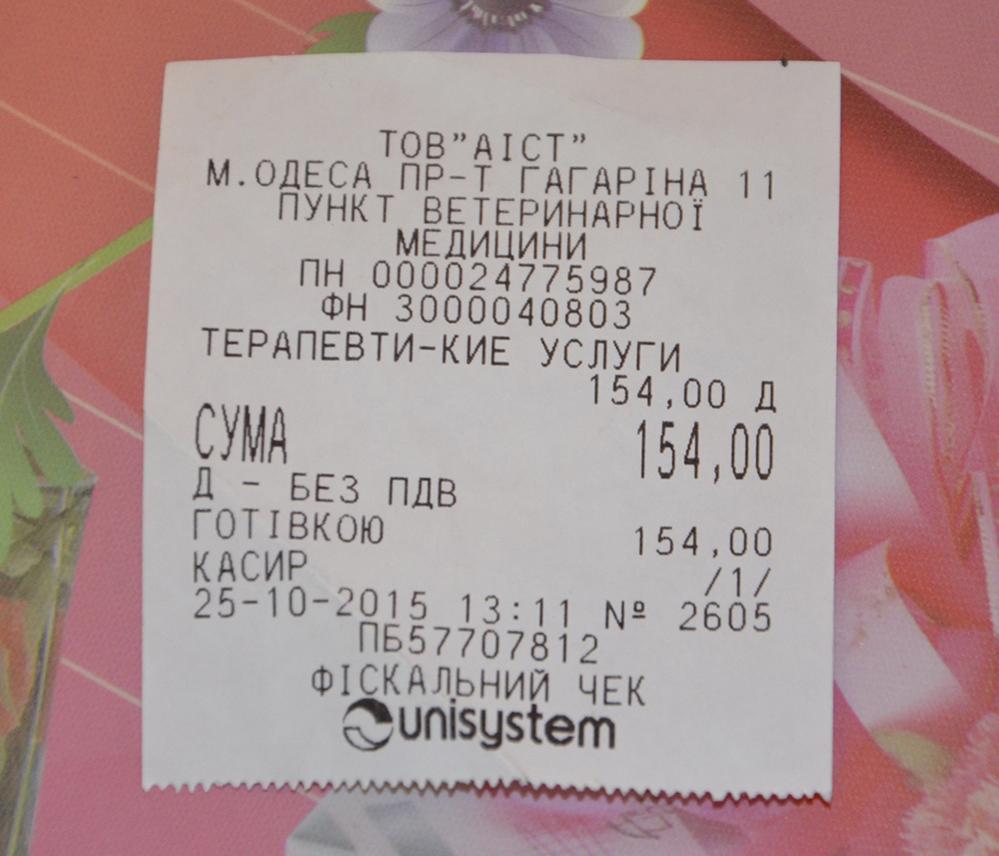 ТОВ"АІСТ"
М.ОДЕСА ПР-Т ГАГАРІНА 11
ПУНКТ ВЕТЕРИНАРНОЇ
МЕДИЦИНИ
ПН 000024775987
ФН 3000040803
ТЕРАПЕВТИ-КИЕ УСЛУГИ
154,00 Д
СУМА 154,00
Д - БЕЗ ПДВ
ГОТІВКОЮ 154,00
КАСИР /1/
25-10-2015 13:11 № 2605
ПБ57707812
ФІСКАЛЬНИЙ ЧЕК
unisystem